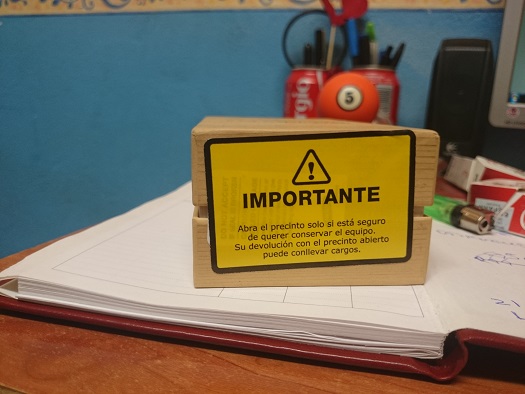 IMPORTANTE
Abra el precinto solo si está seguro
de querer conservar el equipo.
Su devolución con el precinto abierto
puede conllevar cargos.
5